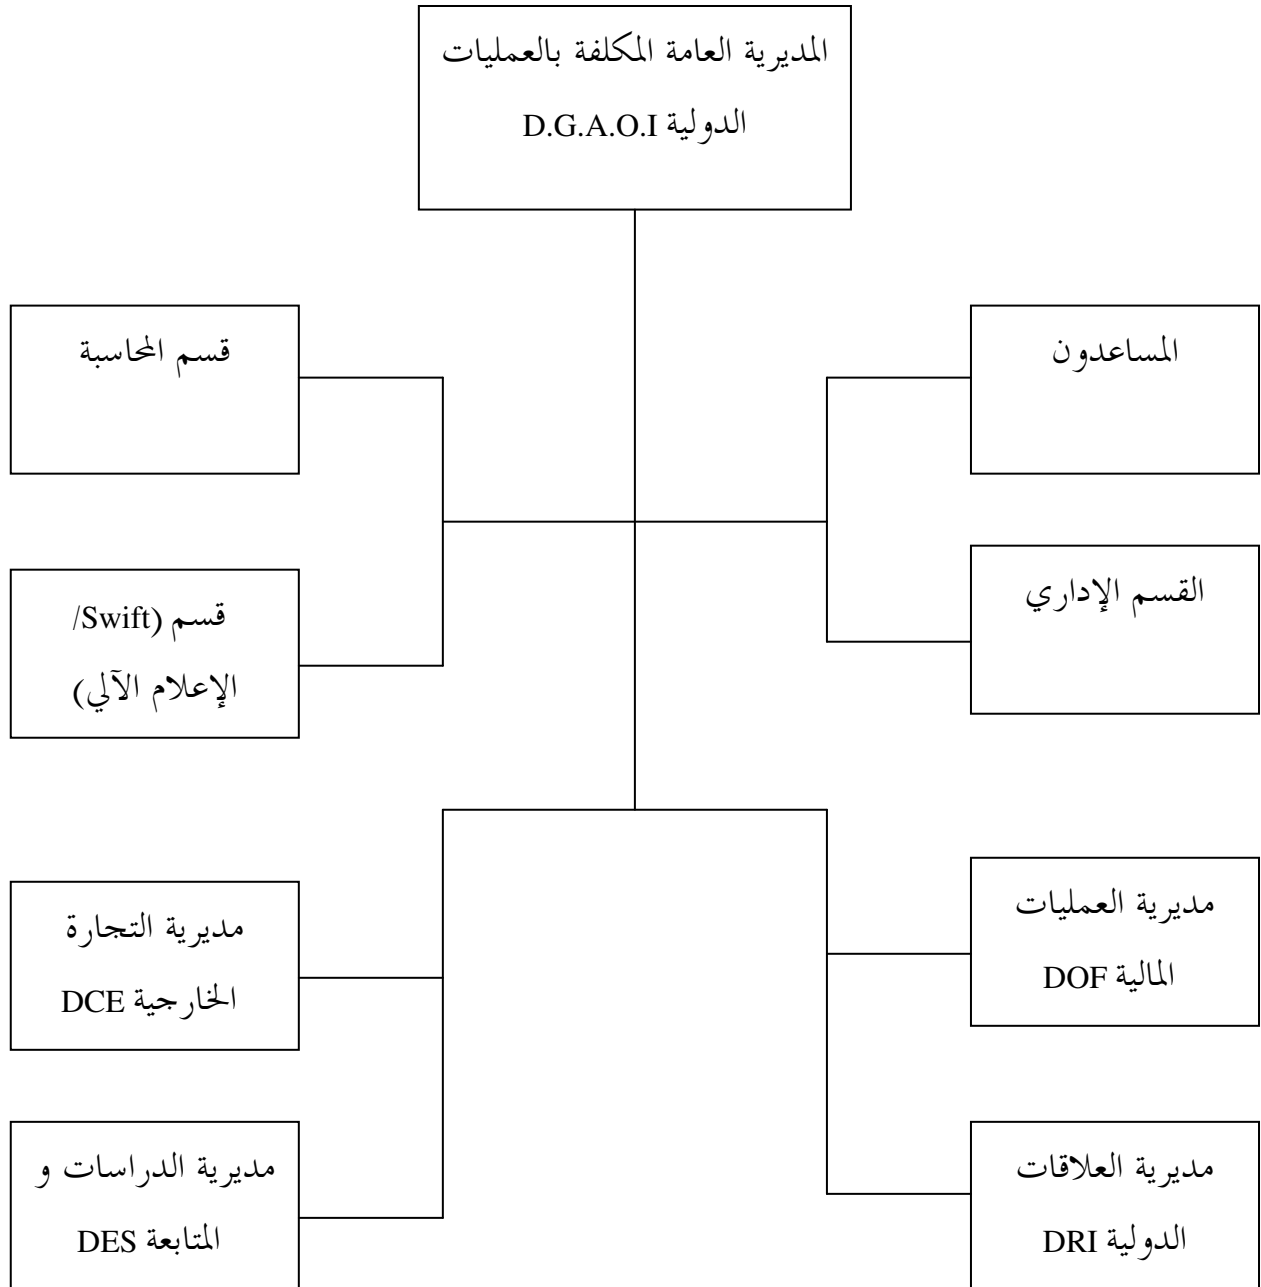 المديرية العامة المكلفة بالعمليات
الدولية D.G.A.O.I
المساعدون
قسم المحاسبة
القسم الإداري
قسم (Swift/
الإعلام الآلي)
مديرية العمليات
المالية DOF
مديرية التجارة
الخارجية DCE
مديرية العلاقات
الدولية DRI
مديرية الدراسات و
المتابعة DES